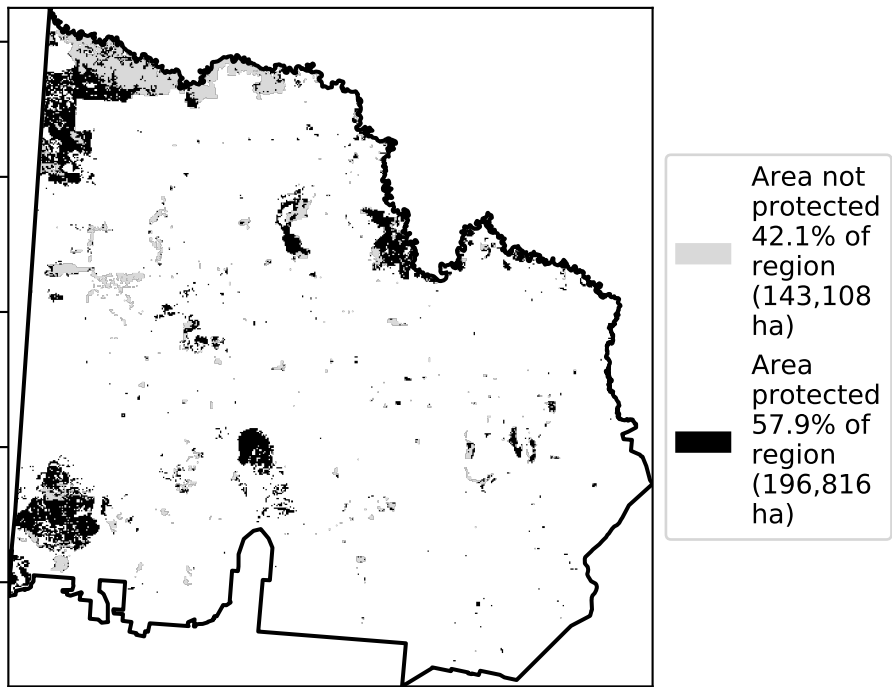 Area not
protected
42.1% of
region
(143,108
ha)
Area
protected
57.9% of
region
(196,816
ha)